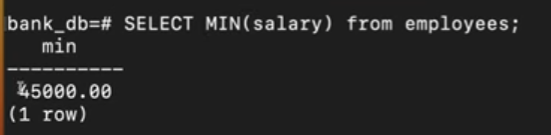 bank_db=# SELECT MIN(salary) from employees;
min
----------
45000.00
(1 row)